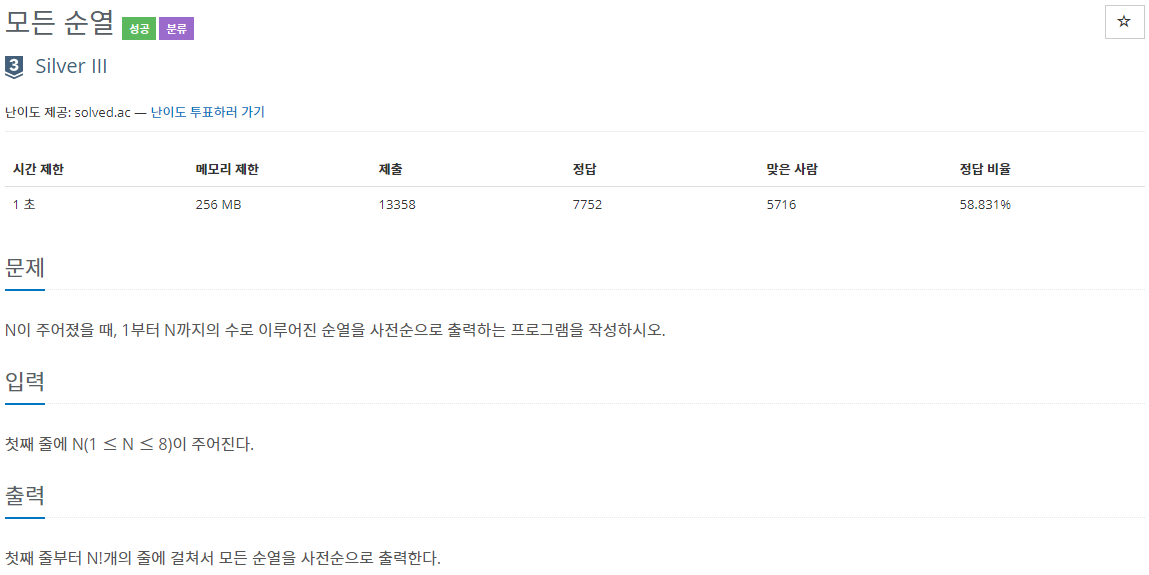 모든 순열 성공 분류
☆
3 Silver III
난이도 제공: solved.ac — 난이도 투표하러 가기
시간 제한 메모리 제한 제출 정답 맞은 사람 정답 비율
1 초 256 MB 13358 7752 5716 58.831%
문제
N이 주어졌을 때, 1부터 N까지의 수로 이루어진 순열을 사전순으로 출력하는 프로그램을 작성하시오.
입력
첫째 줄에 N(1 ≤ N ≤ 8)이 주어진다.
출력
첫째 줄부터 N!개의 줄에 걸쳐서 모든 순열을 사전순으로 출력한다.